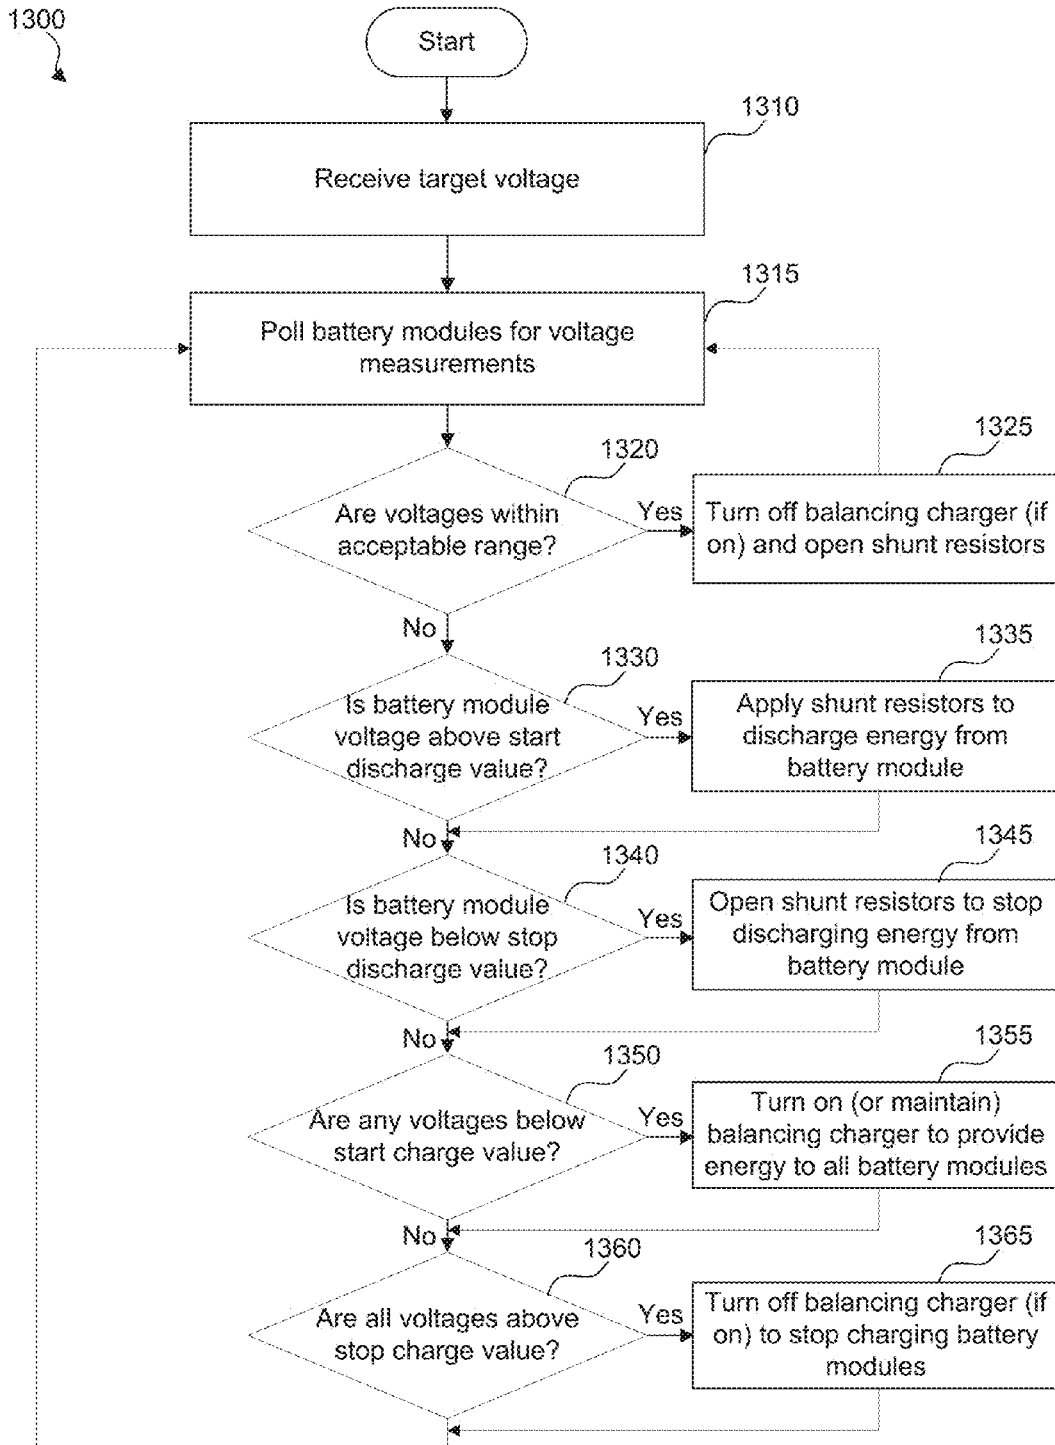 1300
Start
1310
Receive target voltage
1315
Poll battery modules for voltage
measurements
1320
Are voltages within
acceptable range?
Yes
1325
Turn off balancing charger (if
on) and open shunt resistors
No
1330
Is battery module
voltage above start
discharge value?
Yes
1335
Apply shunt resistors to
discharge energy from
battery module
No
1340
Is battery module
voltage below stop
discharge value?
Yes
1345
Open shunt resistors to stop
discharging energy from
battery module
No
1350
Are any voltages below
start charge value?
Yes
1355
Turn on (or maintain)
balancing charger to provide
energy to all battery modules
No
1360
Are all voltages above
stop charge value?
Yes
1365
Turn off balancing charger (if
on) to stop charging battery
modules